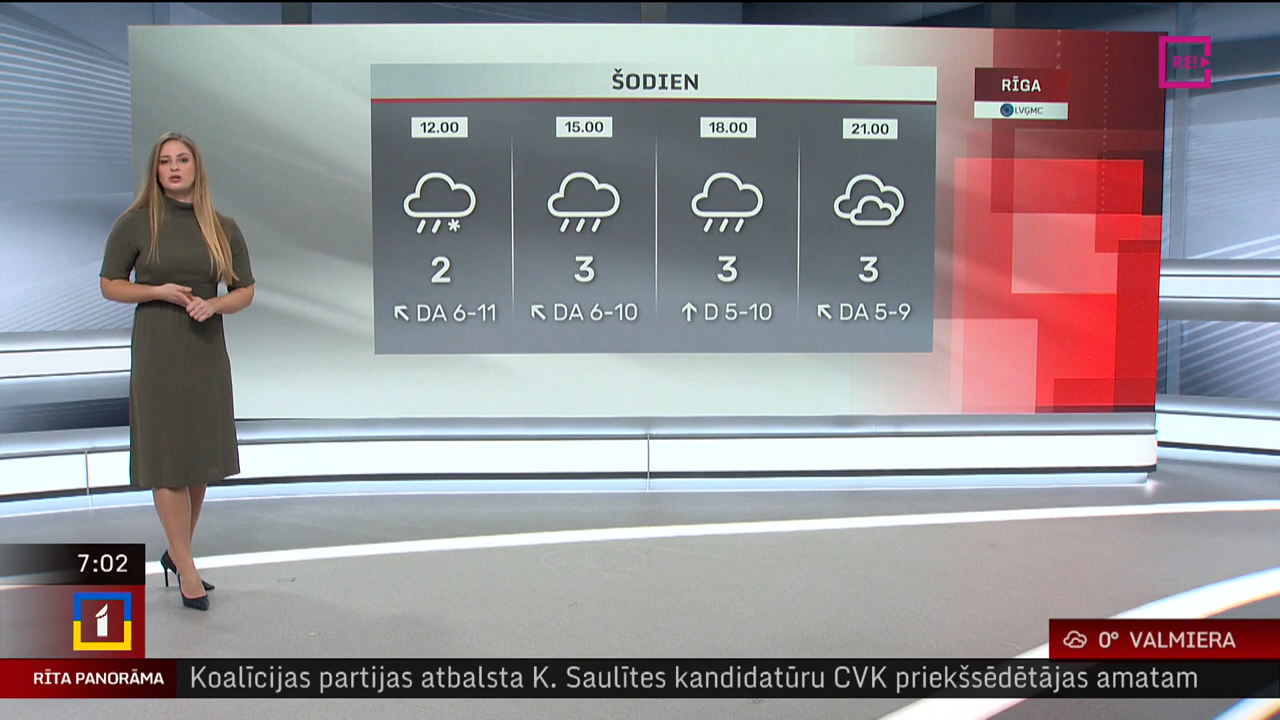 ŠODIEN
RĪGA
LVĢMC
RE!
12.00
15.00
18.00
21.00
2
3
3
3
DA 6-11
DA 6-10
D 5-10
DA 5-9
7:02
1
0° VALMIERA
RĪTA PANORĀMA
Koalīcijas partijas atbalsta K. Saulītes kandidatūru CVK priekšsēdētājas amatam